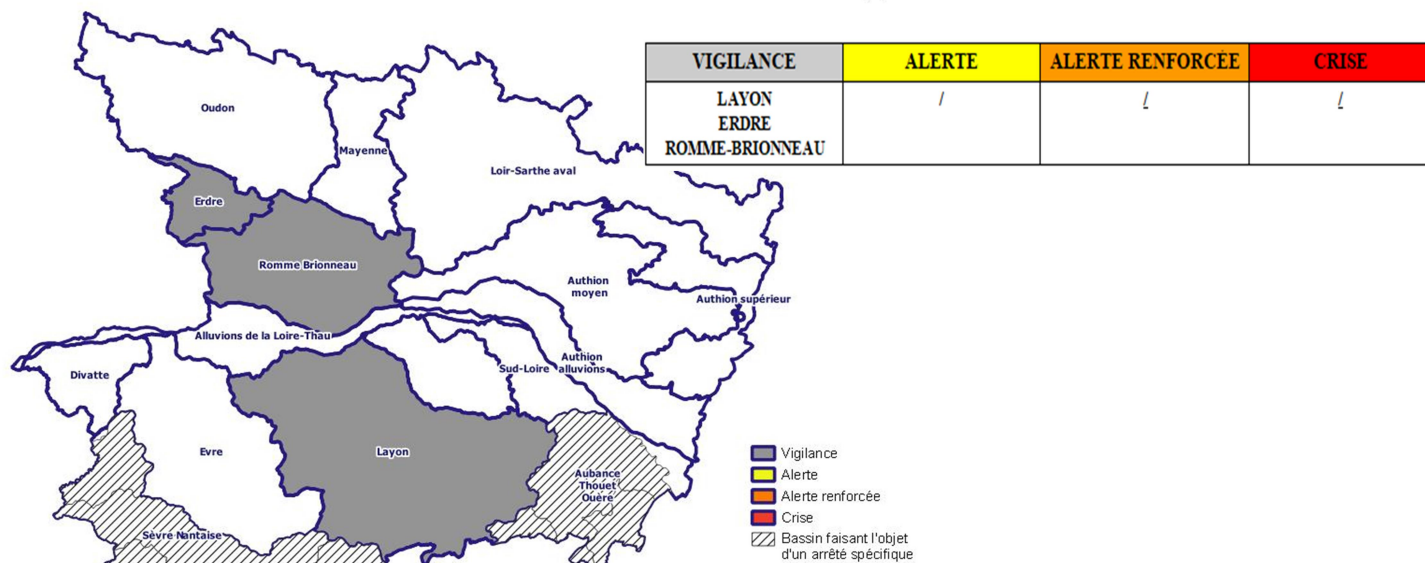 VIGILANCE
ALERTE
ALERTE RENFORCÉE
CRISE
LAYON
ERDRE
ROMME-BRIONNEAU
/
/
/
Oudon
Mayenne
Loir-Sarthe aval
Erdre
Romme Brionneau
Authion
moyen
Authion supérieur
Alluvions de la Loire-Thau
Authion
alluvions
Sud-Loire
Divatte
Evre
Layon
Aubance
Thouet
Ouère
Sèvre Nantaise
Vigilance
Alerte
Alerte renforcée
Crise
Bassin faisant l'objet
d'un arrêté spécifique